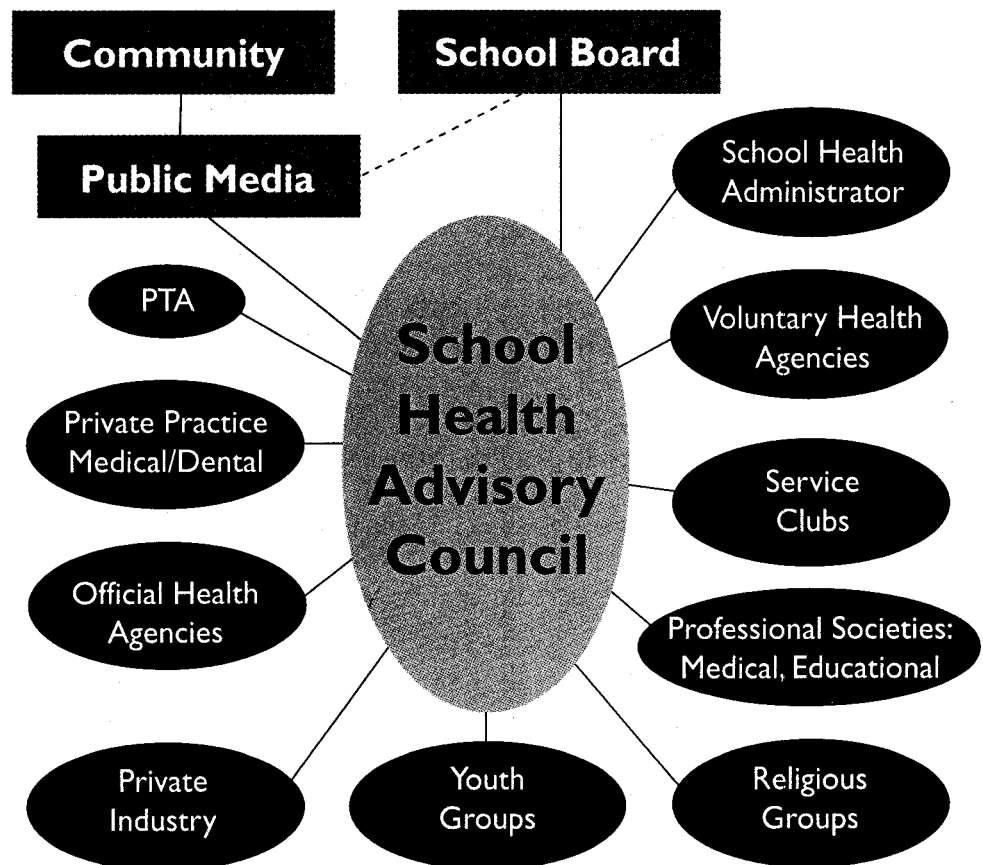 Community
School Board
Public Media
School Health
Administrator
PTA
Voluntary Health
Agencies
School
Health
Advisory
Council
Private Practice
Medical/Dental
Service
Clubs
Official Health
Agencies
Professional Societies:
Medical, Educational
Private
Industry
Youth
Groups
Religious
Groups